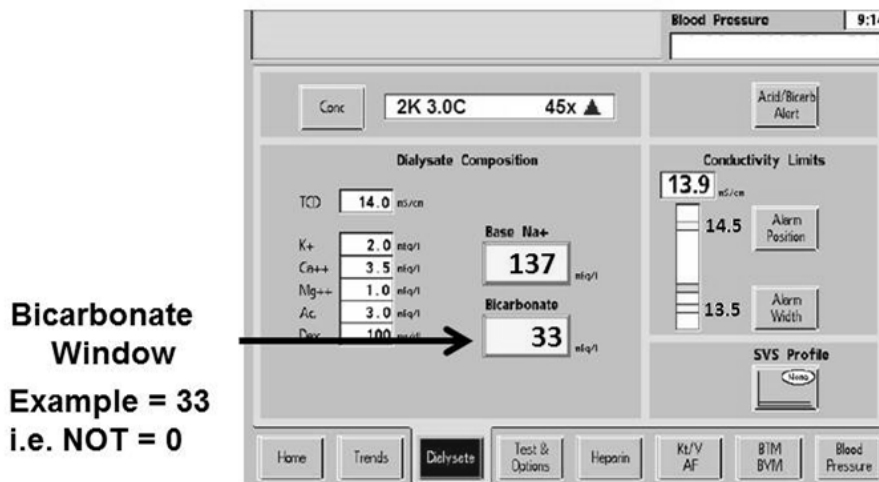 Blood Pressure
9:14
Conc
2K 3.0C 45x
Acid/Bicarb
Alert
Dialysate Composition
TCD 14.0 mS/cm
K+ 2.0 mEq/l
Ca++ 3.5 mEq/l
Mg++ 1.0 mEq/l
Ac. 3.0 mEq/l
Dex. 100
Base Na+
137 mEq/l
Bicarbonate
33 mEq/l
Conductivity Limits
13.9 mS/cm
14.5
Alarm
Position
13.5
Alarm
Width
SVS Profile
None
Bicarbonate
Window
Example = 33
i.e. NOT = 0
Home
Trends
Dialysate
Test &
Options
Heparin
Kt/V
AF
BTM
BVM
Blood
Pressure